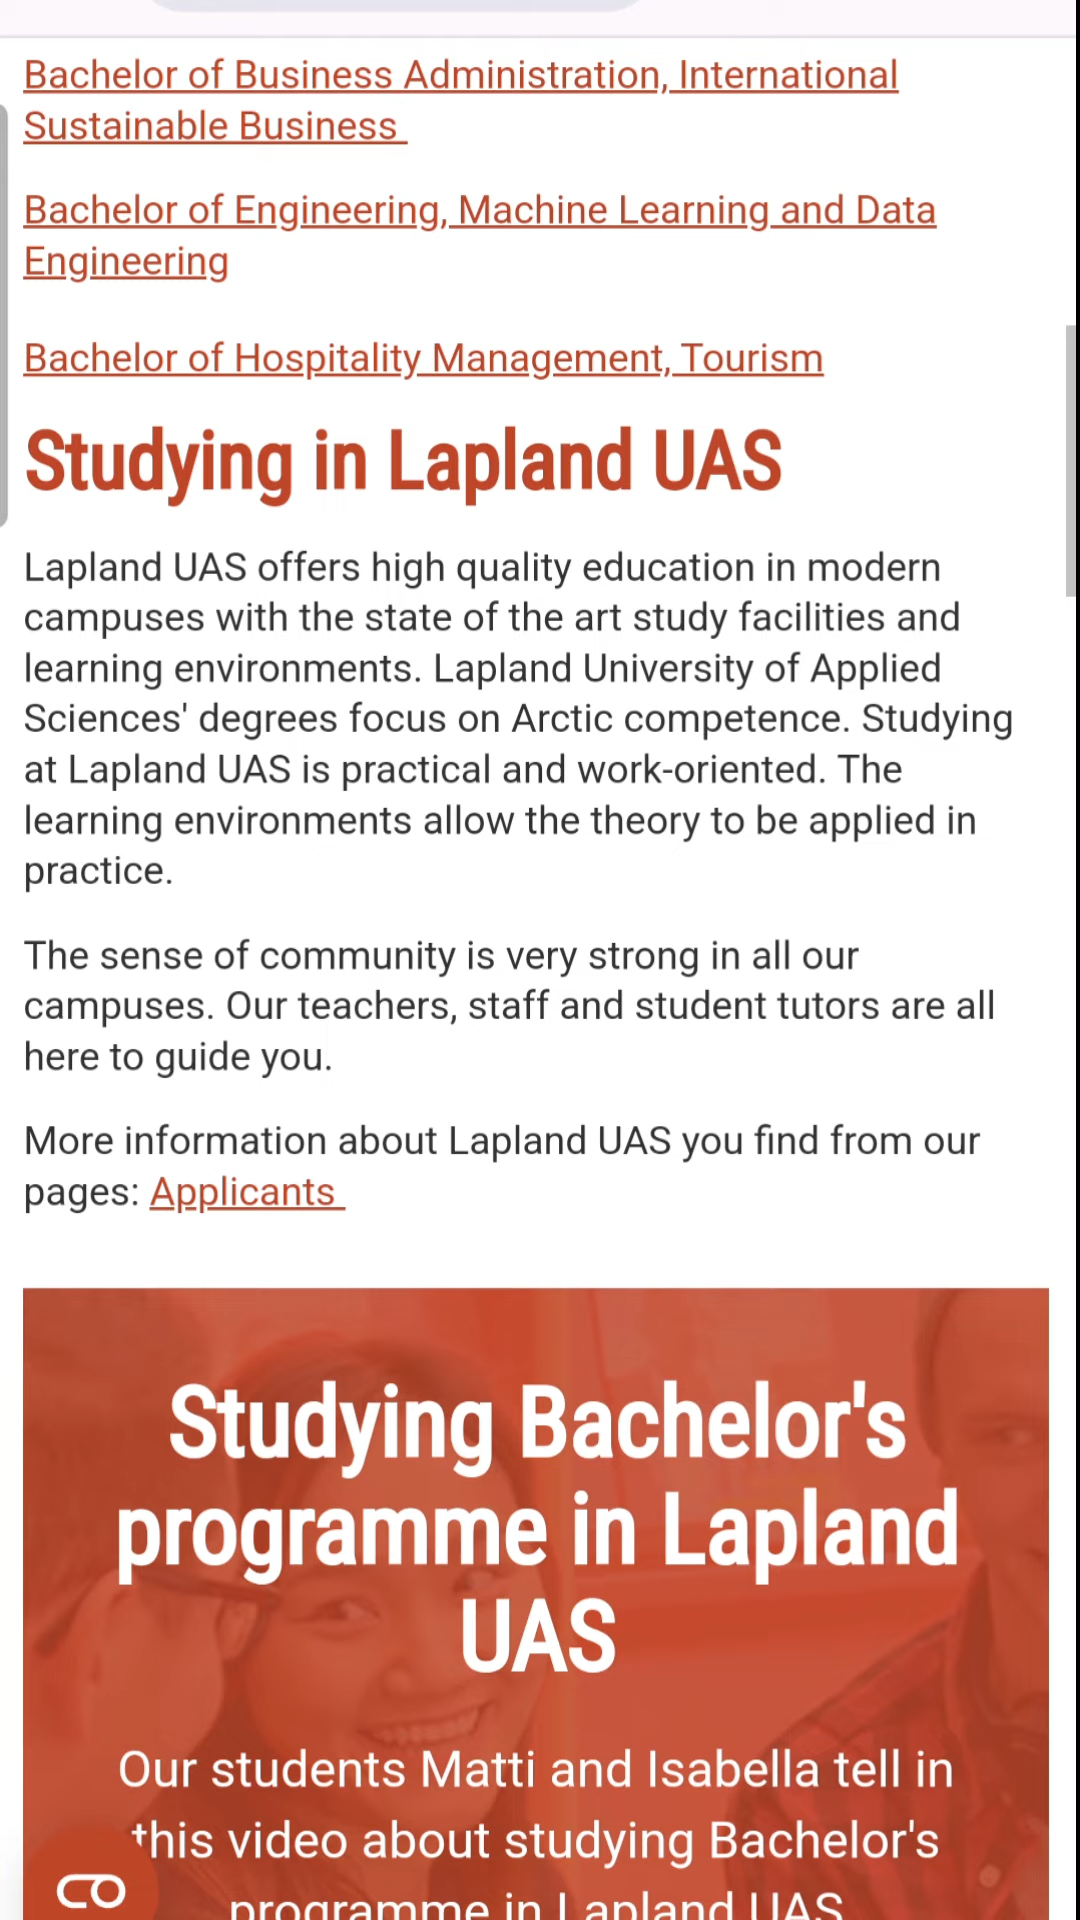 Bachelor of Business Administration, International
Sustainable Business
Bachelor of Engineering, Machine Learning and Data
Engineering
Bachelor of Hospitality Management, Tourism
Studying in Lapland UAS
Lapland UAS offers high quality education in modern
campuses with the state of the art study facilities and
learning environments. Lapland University of Applied
Sciences' degrees focus on Arctic competence. Studying
at Lapland UAS is practical and work-oriented. The
learning environments allow the theory to be applied in
practice.
The sense of community is very strong in all our
campuses. Our teachers, staff and student tutors are all
here to guide you.
More information about Lapland UAS you find from our
pages: Applicants
Studying Bachelor's
programme in Lapland
UAS
Our students Matti and Isabella tell in
this video about studying Bachelor's
programme in Lapland UAS